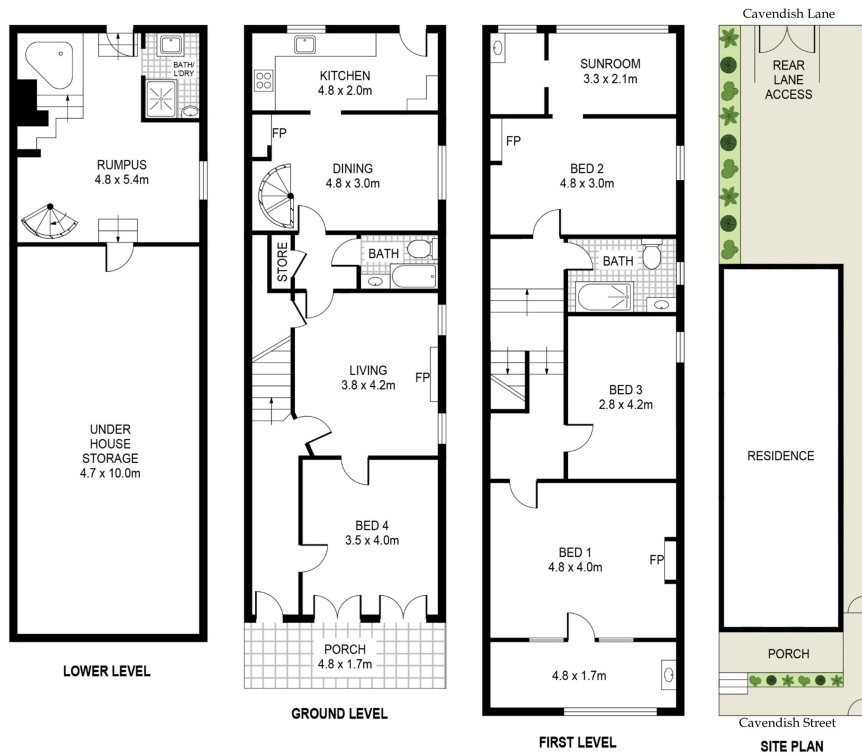 BATH/
L'DRY
RUMPUS
4.8 x 5.4m
UNDER
HOUSE
STORAGE
4.7 x 10.0m
LOWER LEVEL
KITCHEN
4.8 x 2.0m
FP
DINING
4.8 x 3.0m
STORE
BATH
LIVING
3.8 x 4.2m
FP
BED 4
3.5 x 4.0m
PORCH
4.8 x 1.7m
GROUND LEVEL
SUNROOM
3.3 x 2.1m
FP
BED 2
4.8 x 3.0m
BATH
BED 3
2.8 x 4.2m
BED 1
4.8 x 4.0m
FP
4.8 x 1.7m
FIRST LEVEL
Cavendish Lane
REAR
LANE
ACCESS
RESIDENCE
PORCH
Cavendish Street
SITE PLAN